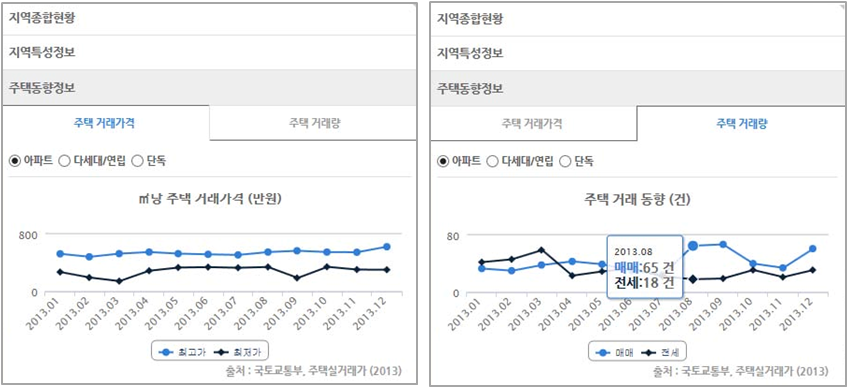 지역종합현황
지역특성정보
주택동향정보
주택 거래가격 주택 거래량
아파트 다세대/연립 단독
㎡당 주택 거래가격 (만원)
800
0
2013.01 2013.02 2013.03 2013.04 2013.05 2013.06 2013.07 2013.08 2013.09 2013.10 2013.11 2013.12
최고가 최저가
출처 : 국토교통부, 주택실거래가 (2013)
지역종합현황
지역특성정보
주택동향정보
주택 거래가격 주택 거래량
아파트 다세대/연립 단독
주택 거래 동향 (건)
80
2013.08
매매:65 건
전세:18 건
0
2013.01 2013.02 2013.03 2013.04 2013.05 2013.06 2013.07 2013.08 2013.09 2013.10 2013.11 2013.12
매매 전세
출처 : 국토교통부, 주택실거래가 (2013)